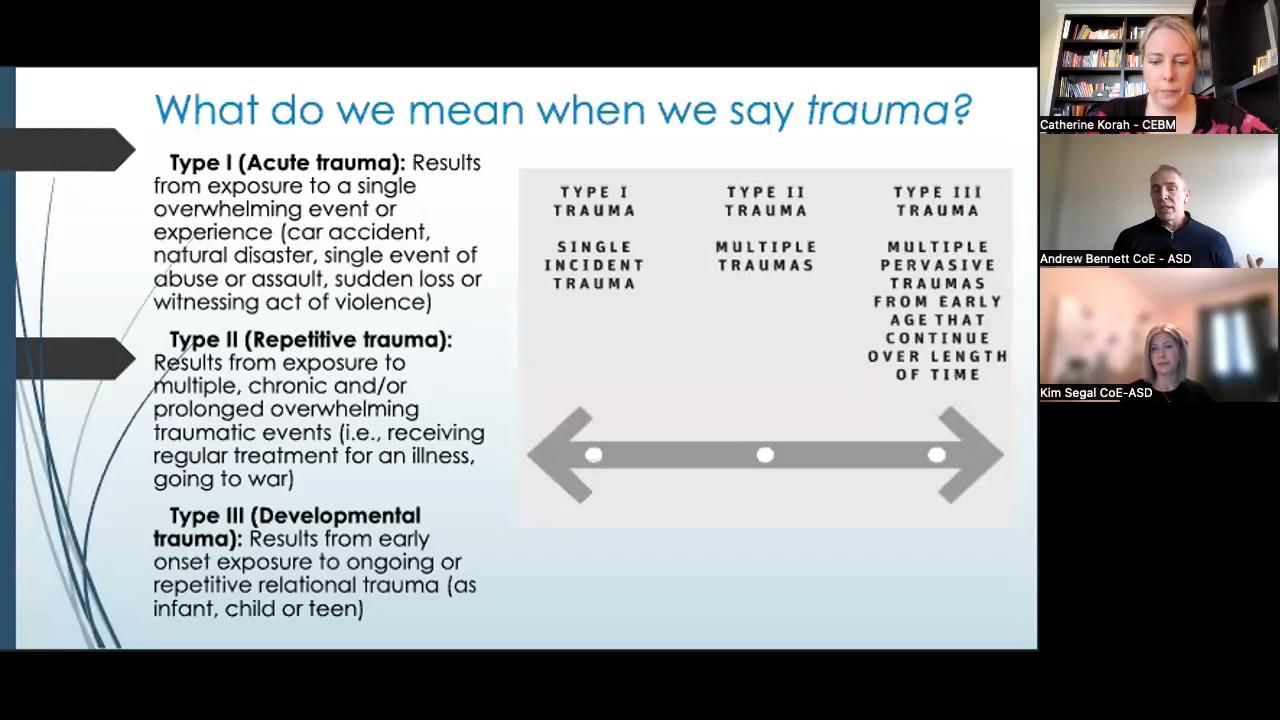 What do we mean when we say trauma?
Type I (Acute trauma): Results
from exposure to a single
overwhelming event or
experience (car accident,
natural disaster, single event of
abuse or assault, sudden loss or
witnessing act of violence)
Type II (Repetitive trauma):
Results from exposure to
multiple, chronic and/or
prolonged overwhelming
traumatic events (i.e., receiving
regular treatment for an illness,
going to war)
Type III (Developmental
trauma): Results from early
onset exposure to ongoing or
repetitive relational trauma (as
infant, child or teen)
TYPE I
TRAUMA
SINGLE
INCIDENT
TRAUMA
TYPE II
TRAUMA
MULTIPLE
TRAUMAS
TYPE III
TRAUMA
MULTIPLE
PERVASIVE
TRAUMAS
FROM EARLY
AGE THAT
CONTINUE
OVER LENGTH
OF TIME
Catherine Korah - CEBM
Andrew Bennett CoE - ASD
Kim Segal CoE-ASD